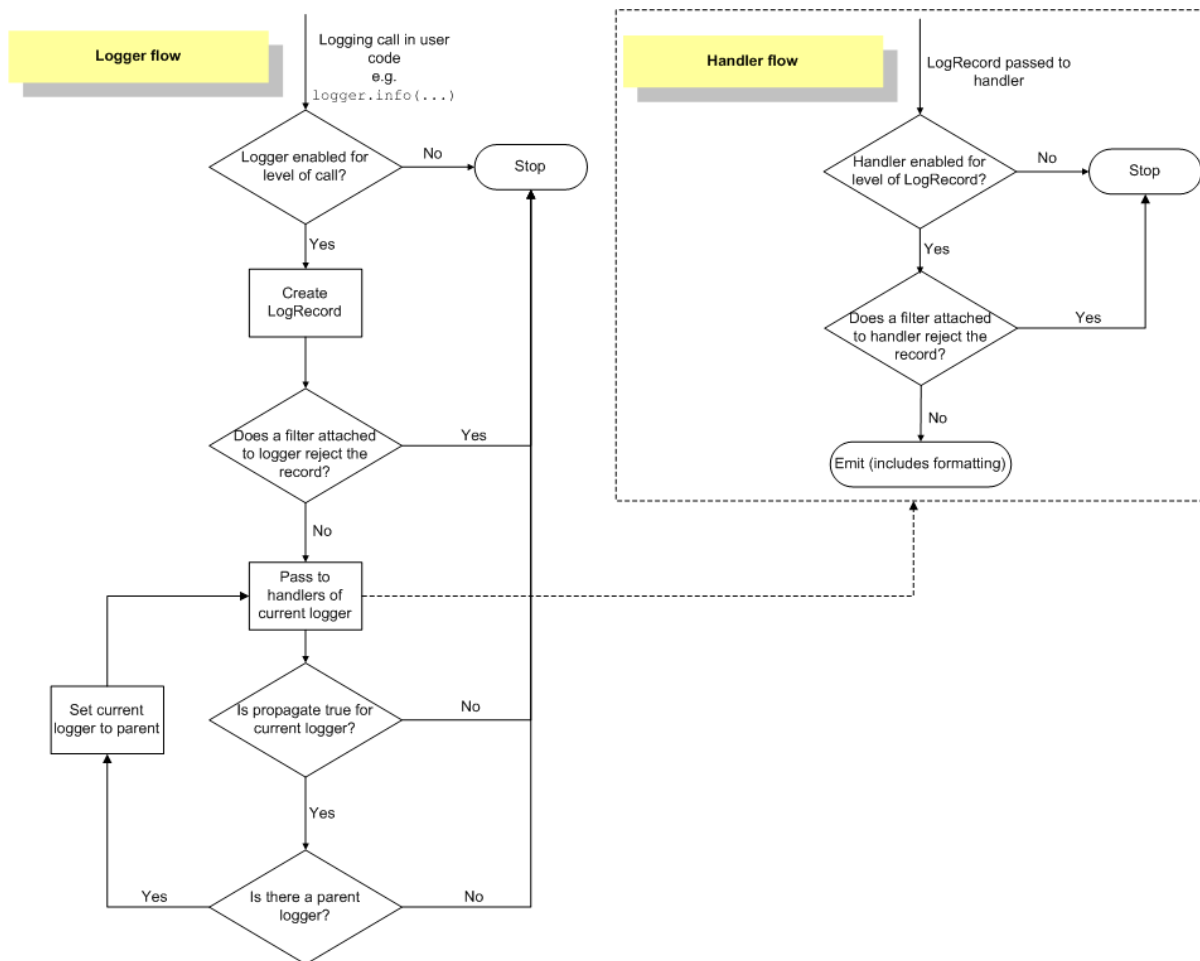 Logger flow
Logging call in user
code
e.g.
logger.info(...)
Logger enabled for
level of call?
No
Stop
Yes
Create
LogRecord
Does a filter attached
to logger reject the
record?
Yes
No
Pass to
handlers of
current logger
Set current
logger to parent
Is propagate true for
current logger?
No
Yes
Is there a parent
logger?
Yes
No
Handler flow
LogRecord passed to
handler
Handler enabled for
level of LogRecord?
No
Stop
Yes
Does a filter attached
to handler reject the
record?
Yes
No
Emit (includes formatting)